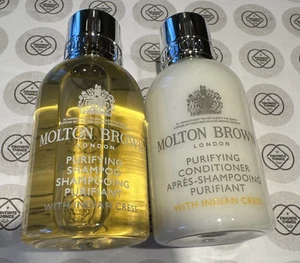 MOLTON BROWN
LONDON
PURIFYING
SHAMPOO
SHAMPOOING
PURIFIANT
WITH INDIAN CRESS
MOLTON BROWN
LONDON
PURIFYING
CONDITIONER
APRÈS-SHAMPOOING
PURIFIANT
WITH INDIAN CRESS